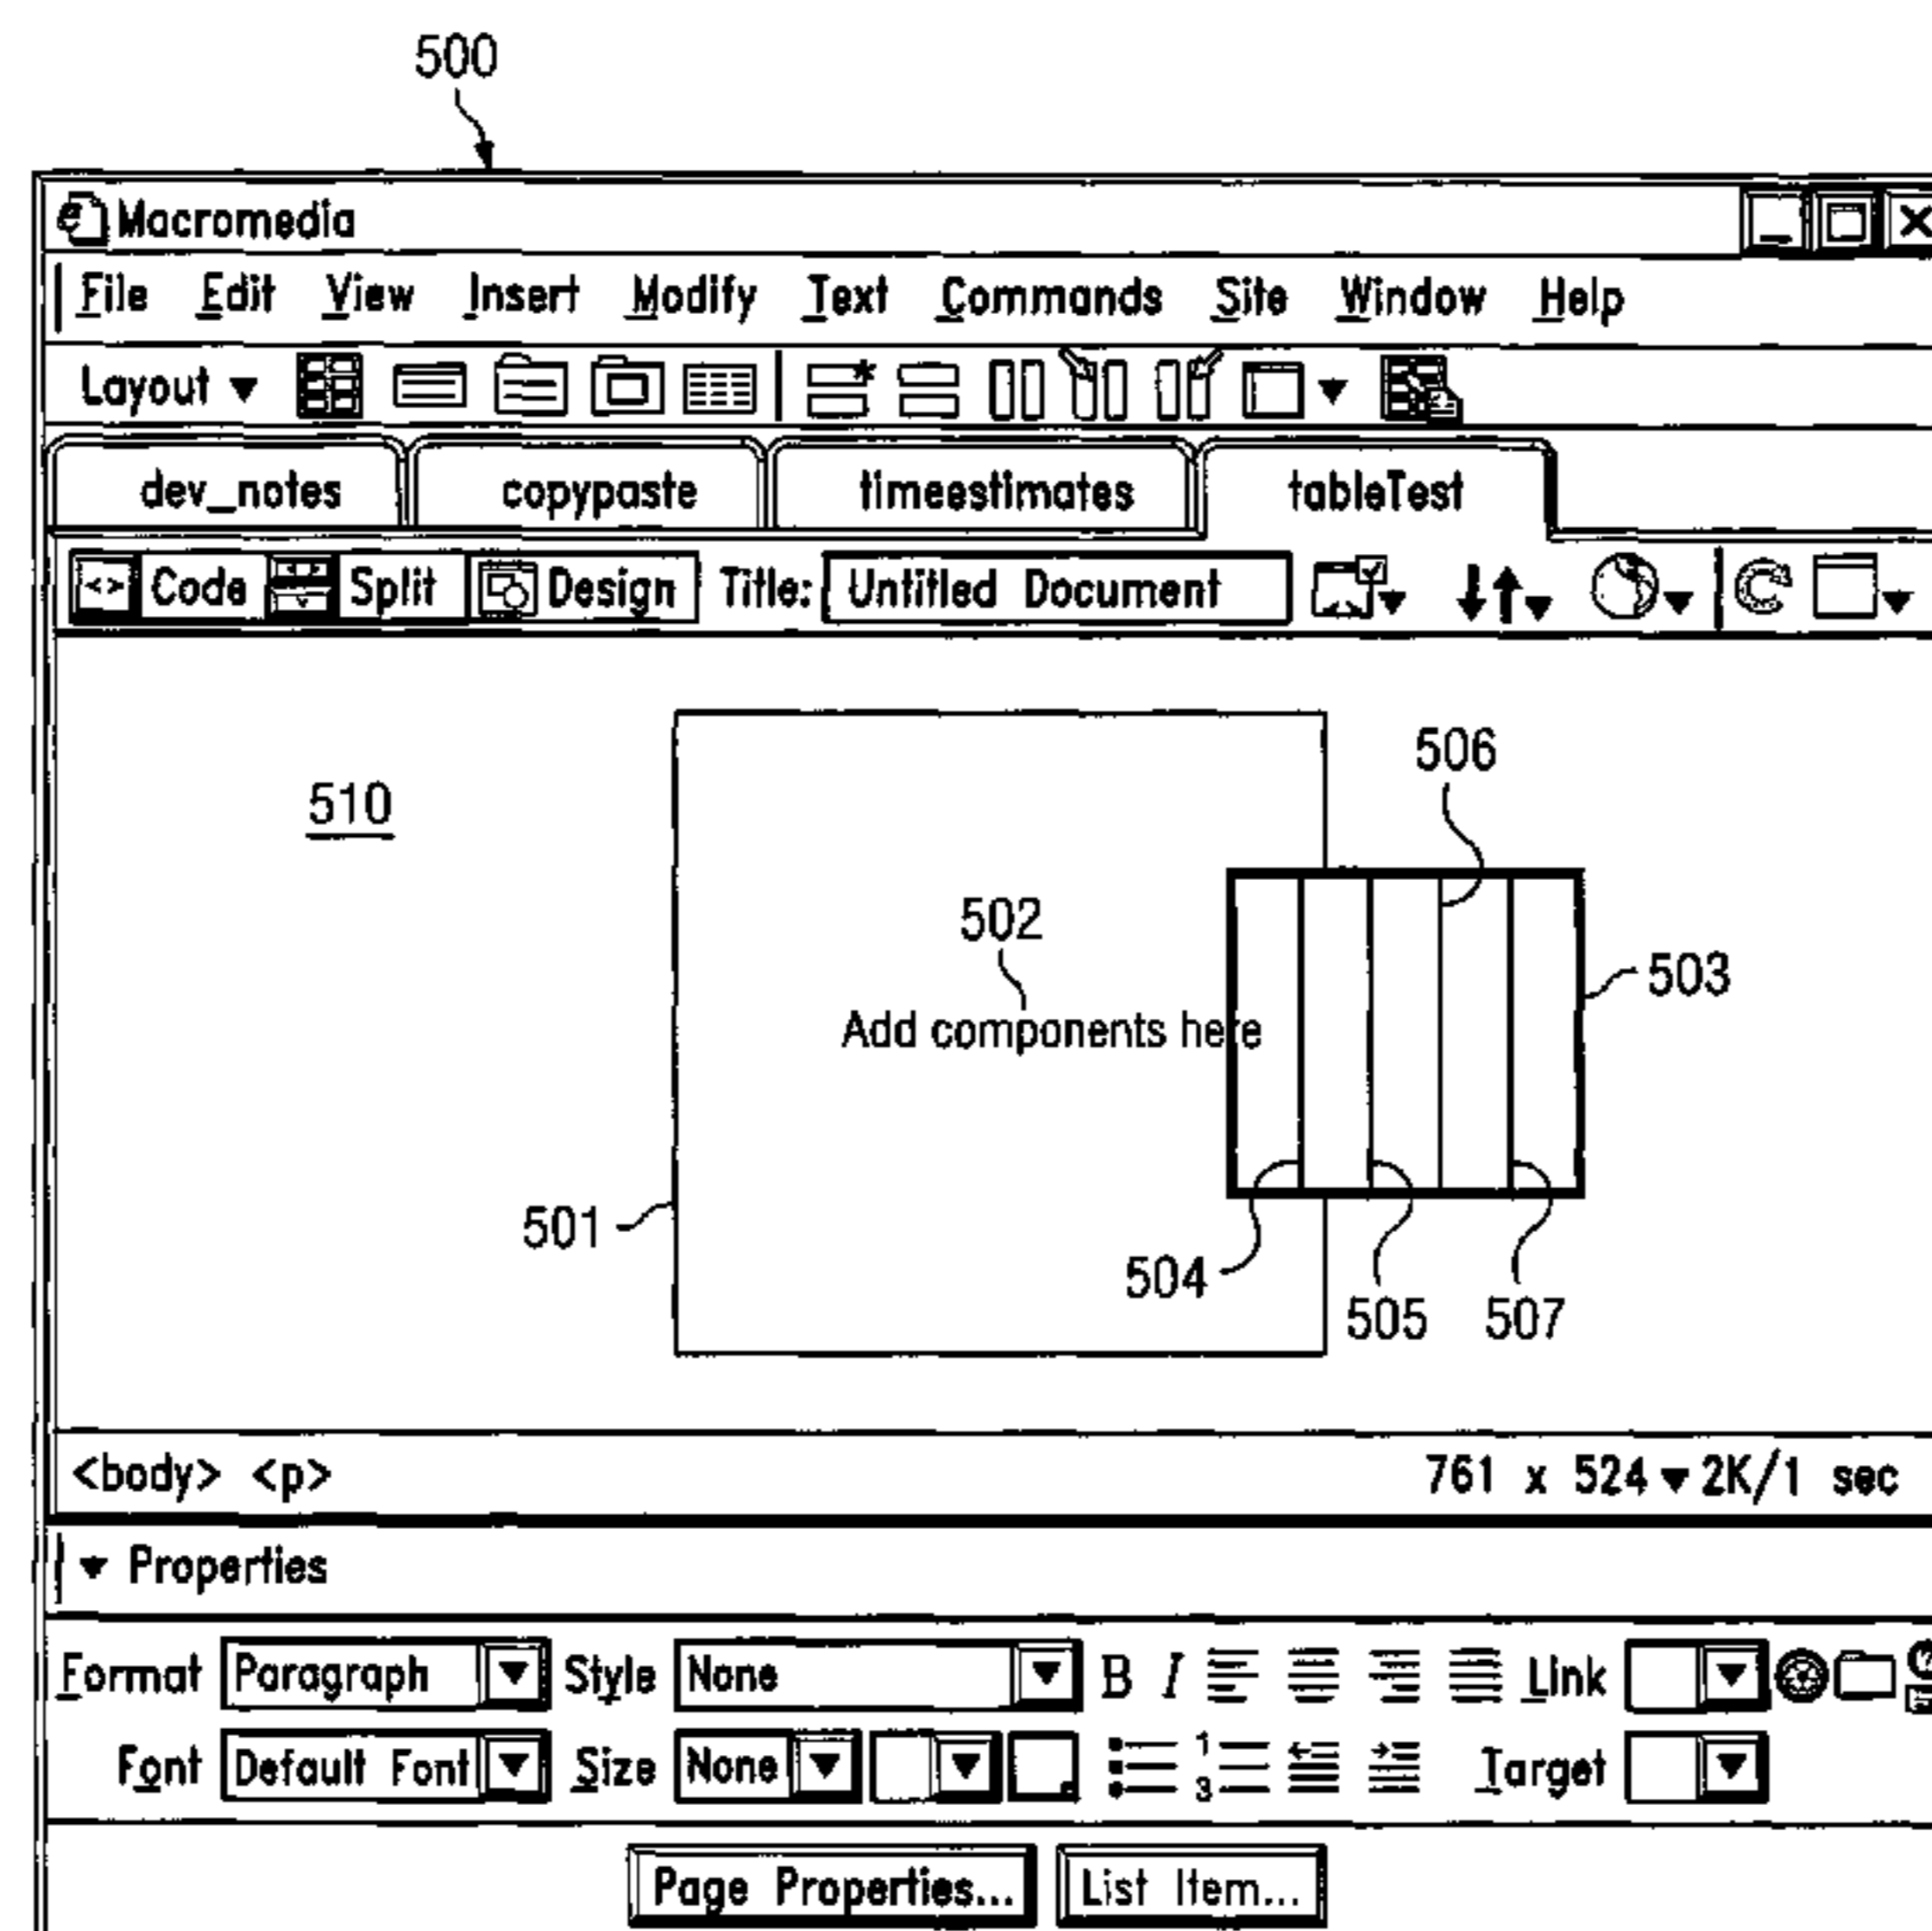 500
Macromedia
File Edit View Insert Modify Text Commands Site Window Help
Layout
dev_notes copypaste timeestimates tableTest
<> Code Split Design Title: Untitled Document
510
506
502
503
Add components here
501
504
505 507
<body> <p> 761 x 524 2K/1 sec
Properties
Format Paragraph Style None B I Link
Font Default Font Size None 1 3 Target
Page Properties... List Item...